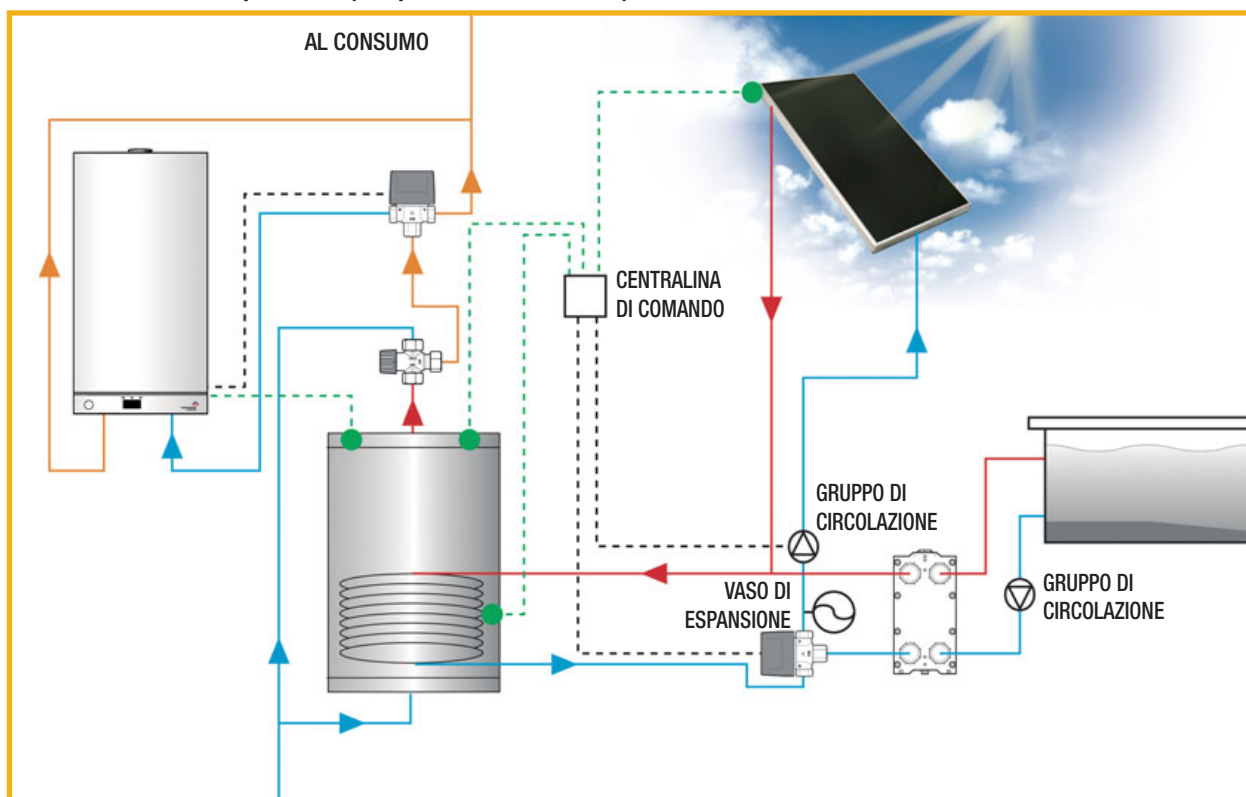 AL CONSUMO
CENTRALINA
DI COMANDO
GRUPPO DI
CIRCOLAZIONE
VASO DI
ESPANSIONE
GRUPPO DI
CIRCOLAZIONE